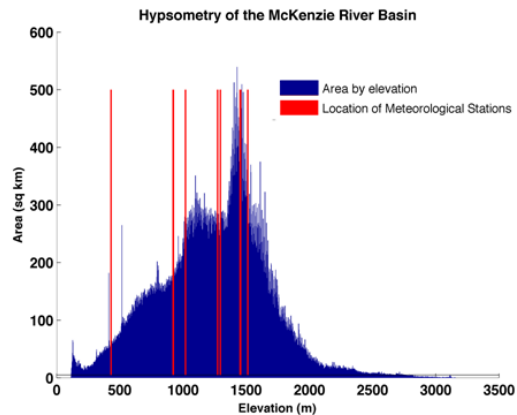 Hypsometry of the McKenzie River Basin
600
500
400
300
200
100
0
Area (sq km)
Area by elevation
Location of Meteorological Stations
0 500 1000 1500 2000 2500 3000 3500
Elevation (m)